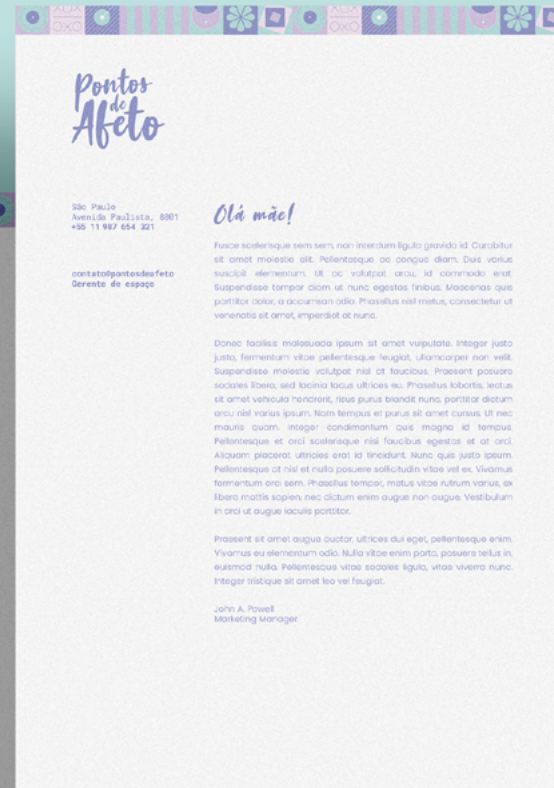 Pontos
de
Afeto
São Paulo
Avenida Paulista, 8001
+55 11 987 654 321
contato@pontosdeafeto
Gerente de espaço
Olá mãe!
Fusce scelerisque sem sem, non interdum ligula gravida id. Curabitur
sit amet molestie elit. Pellentesque ac congue diam. Duis varius
suscipit elementum. Ut ac volutpat arcu, id commodo erat.
Suspendisse tempor diam ut nunc egestas finibus. Maecenas quis
porttitor dolor, a accumsan odio. Phasellus nisl metus, consectetur ut
venenatis sit amet, imperdiet at nunc.
Donec facilisis malesuada ipsum sit amet vulputate. Integer justo
justo, fermentum vitae pellentesque feugiat, ullamcorper non velit.
Suspendisse molestie volutpat nisl at faucibus. Praesent posuere
sodales libero, sed lacinia lacus ultrices eu. Phasellus lobortis, lectus
sit amet vehicula hendrerit, risus purus blandit nunc, porttitor dictum
arcu nisl varius ipsum. Nam tempus et purus sit amet cursus. Ut nec
mauris quam. Integer condimentum quis magna id tempus.
Pellentesque et orci scelerisque nisi faucibus egestas et at orci.
Aliquam placerat ultricies erat id tincidunt. Nunc quis justo ipsum.
Pellentesque at nisl et nulla posuere sollicitudin vitae vel ex. Vivamus
fermentum orci sem. Phasellus tempor, metus vitae rutrum varius, ex
libero mattis sapien, nec dictum enim augue non augue. Vestibulum
in orci ut augue iaculis porttitor.
Praesent sit amet augue auctor, ultrices dui eget, pellentesque enim.
Vivamus eu elementum odio. Nulla vitae enim porta, posuere tellus in,
euismod nulla. Pellentesque vitae sodales ligula, vitae viverra nunc.
Integer tristique sit amet leo vel feugiat.
John A. Powell
Marketing Manager